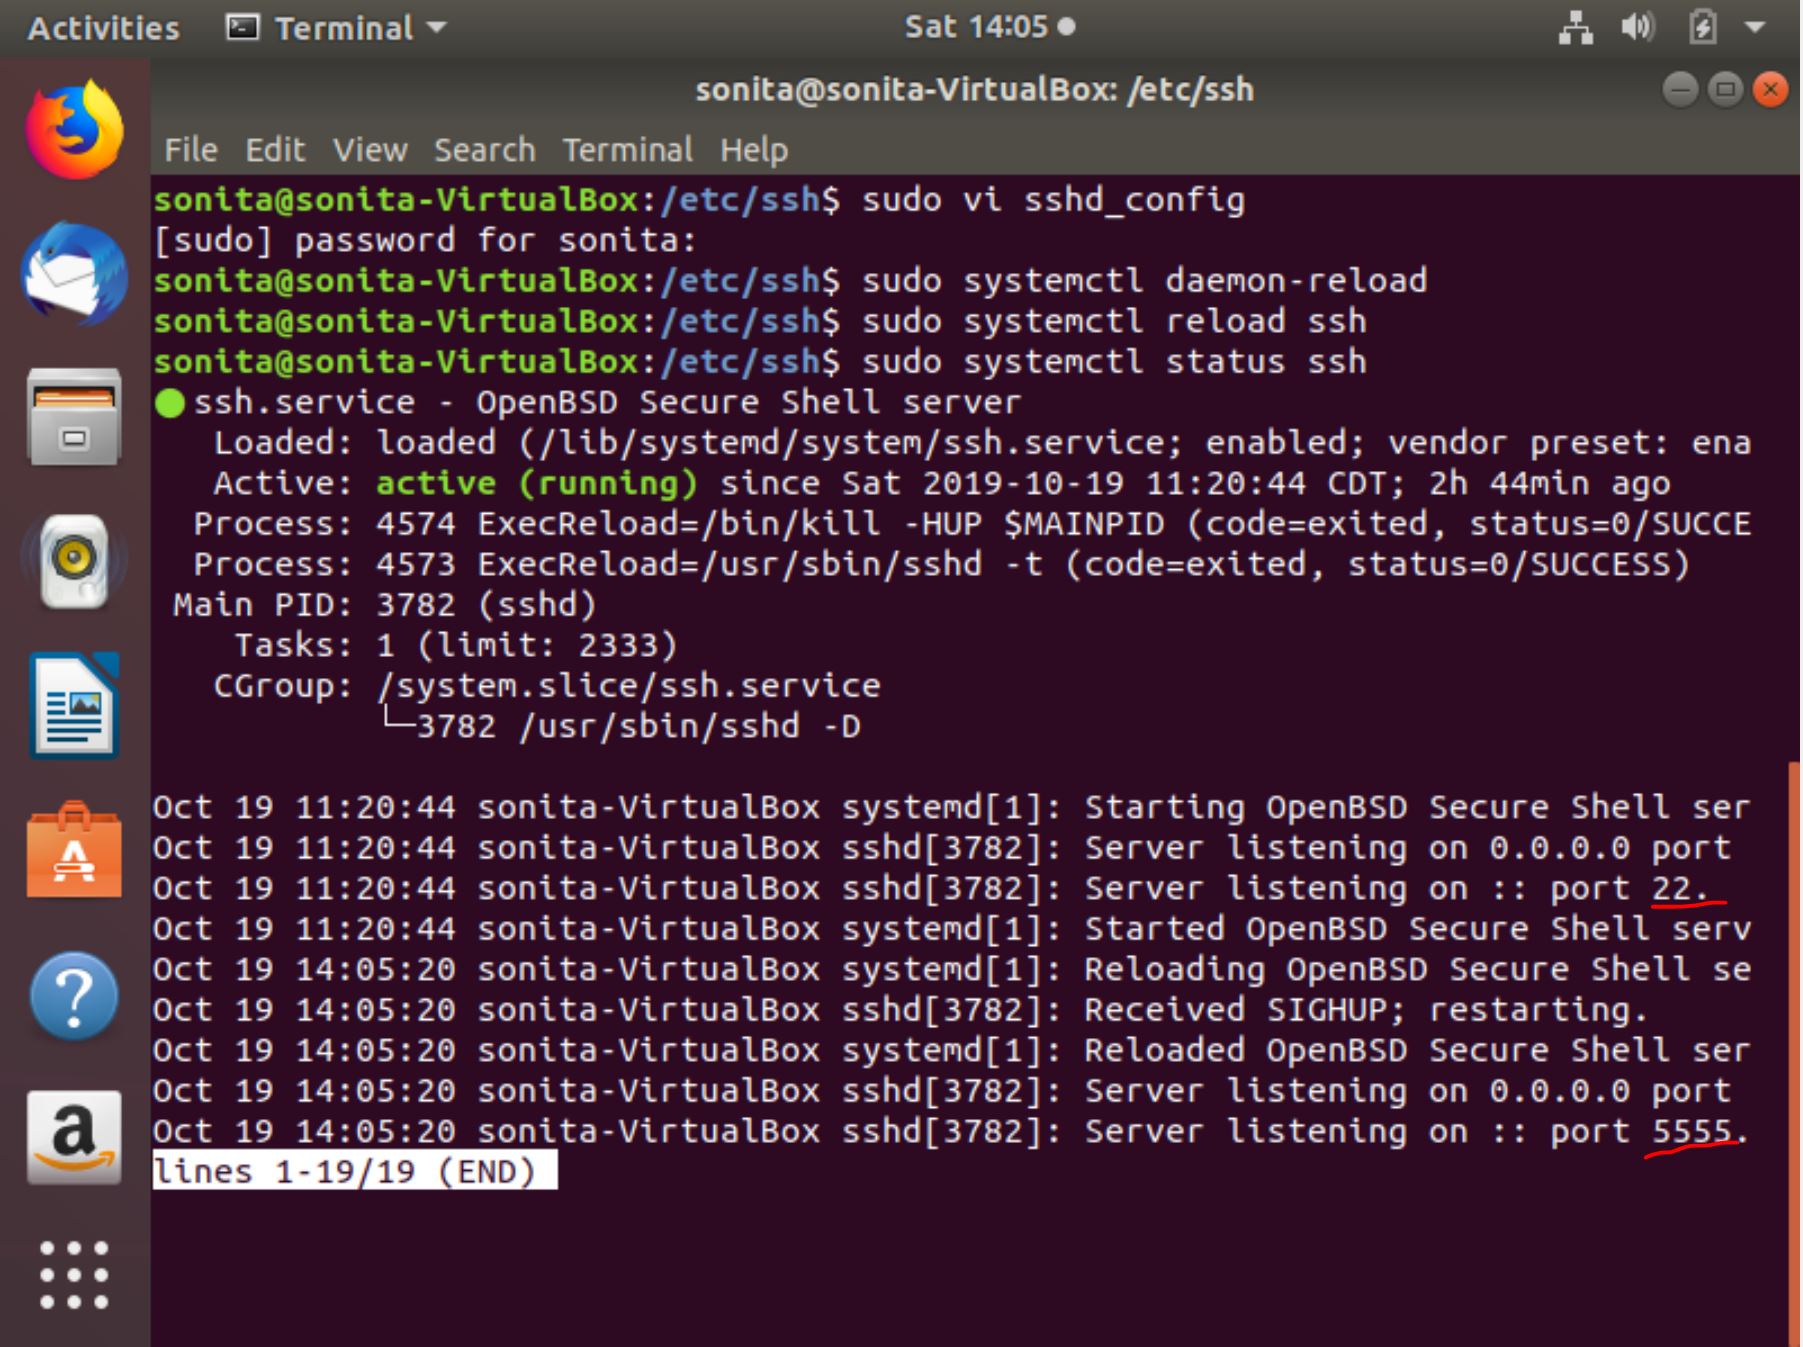 Activities Terminal Sat 14:05
sonita@sonita-VirtualBox: /etc/ssh
File Edit View Search Terminal Help
sonita@sonita-VirtualBox:/etc/ssh$ sudo vi sshd_config
[sudo] password for sonita:
sonita@sonita-VirtualBox:/etc/ssh$ sudo systemctl daemon-reload
sonita@sonita-VirtualBox:/etc/ssh$ sudo systemctl reload ssh
sonita@sonita-VirtualBox:/etc/ssh$ sudo systemctl status ssh
● ssh.service - OpenBSD Secure Shell server
Loaded: loaded (/lib/systemd/system/ssh.service; enabled; vendor preset: ena
Active: active (running) since Sat 2019-10-19 11:20:44 CDT; 2h 44min ago
Process: 4574 ExecReload=/bin/kill -HUP $MAINPID (code=exited, status=0/SUCCE
Process: 4573 ExecReload=/usr/sbin/sshd -t (code=exited, status=0/SUCCESS)
Main PID: 3782 (sshd)
Tasks: 1 (limit: 2333)
CGroup: /system.slice/ssh.service
└─3782 /usr/sbin/sshd -D
Oct 19 11:20:44 sonita-VirtualBox systemd[1]: Starting OpenBSD Secure Shell ser
Oct 19 11:20:44 sonita-VirtualBox sshd[3782]: Server listening on 0.0.0.0 port
Oct 19 11:20:44 sonita-VirtualBox sshd[3782]: Server listening on :: port 22.
Oct 19 11:20:44 sonita-VirtualBox systemd[1]: Started OpenBSD Secure Shell serv
Oct 19 14:05:20 sonita-VirtualBox systemd[1]: Reloading OpenBSD Secure Shell se
Oct 19 14:05:20 sonita-VirtualBox sshd[3782]: Received SIGHUP; restarting.
Oct 19 14:05:20 sonita-VirtualBox systemd[1]: Reloaded OpenBSD Secure Shell ser
Oct 19 14:05:20 sonita-VirtualBox sshd[3782]: Server listening on 0.0.0.0 port
Oct 19 14:05:20 sonita-VirtualBox sshd[3782]: Server listening on :: port 5555.
lines 1-19/19 (END)